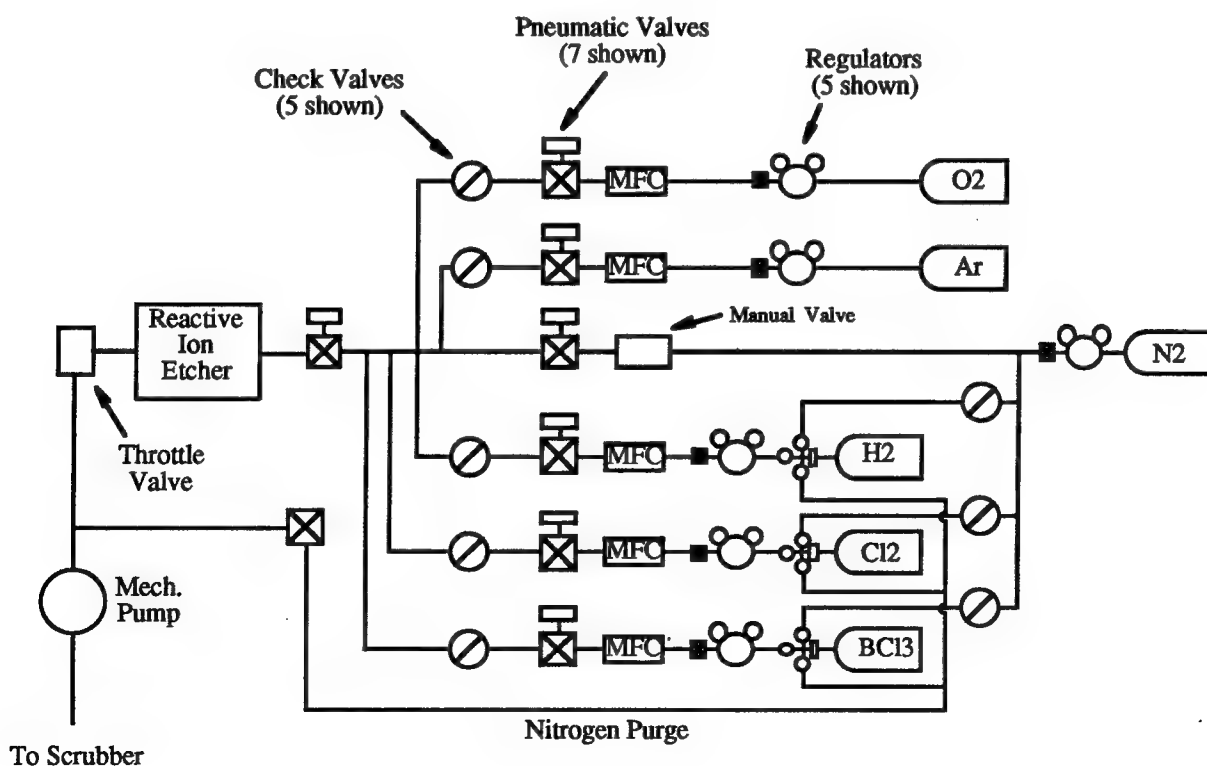 Pneumatic Valves
(7 shown)
Regulators
(5 shown)
Check Valves
(5 shown)
MFC
O2
MFC
Ar
Reactive
Ion
Etcher
Manual Valve
N2
Throttle
Valve
MFC
H2
MFC
Cl2
Mech.
Pump
MFC
BCl3
Nitrogen Purge
To Scrubber